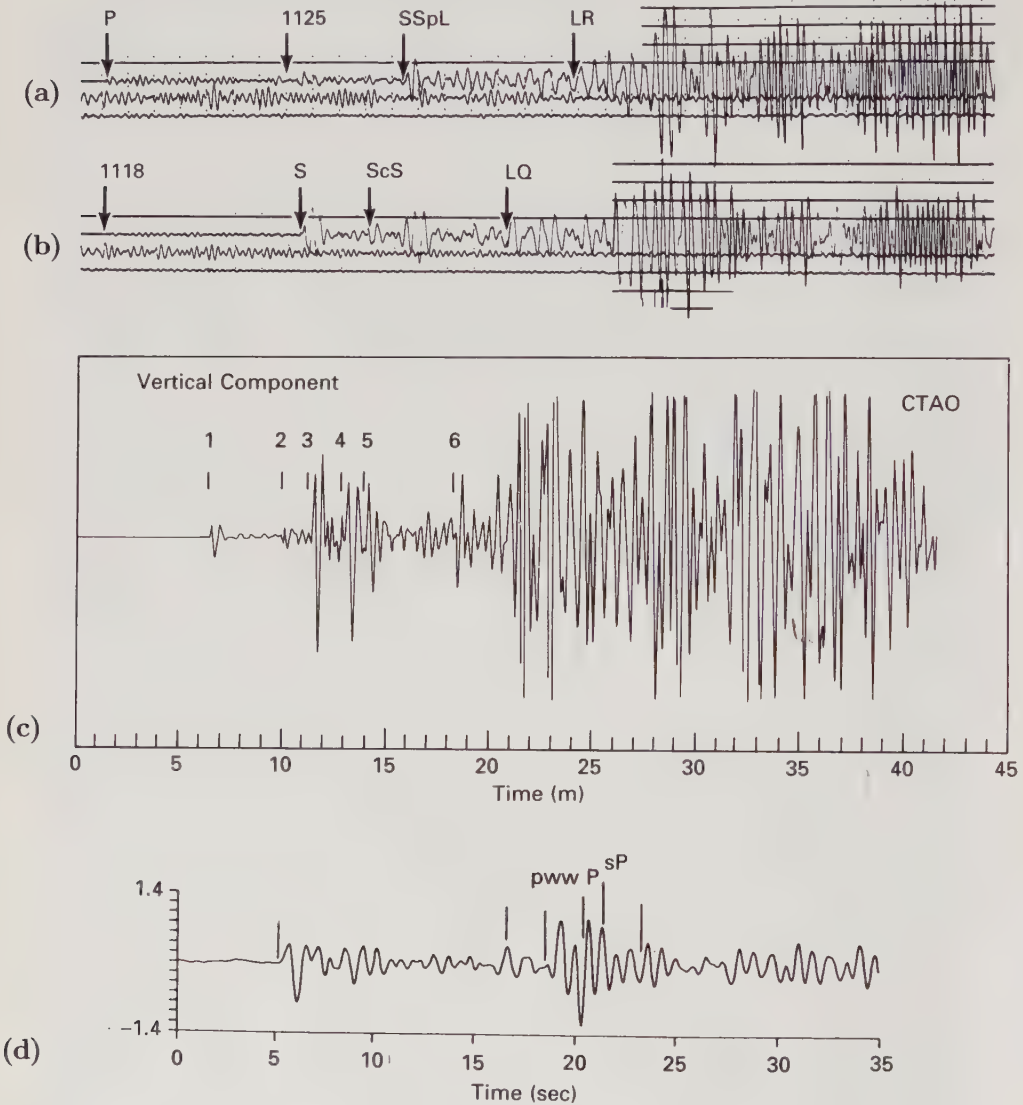 P 1125 SSpL LR
(a)
1118 S ScS LQ
(b)
Vertical Component
CTAO
1 2 3 4 5 6
(c)
0 5 10 15 20 25 30 35 40 45
Time (m)
pww P sP
1.4
-1.4
(d)
0 5 10 15 20 25 30 35
Time (sec)